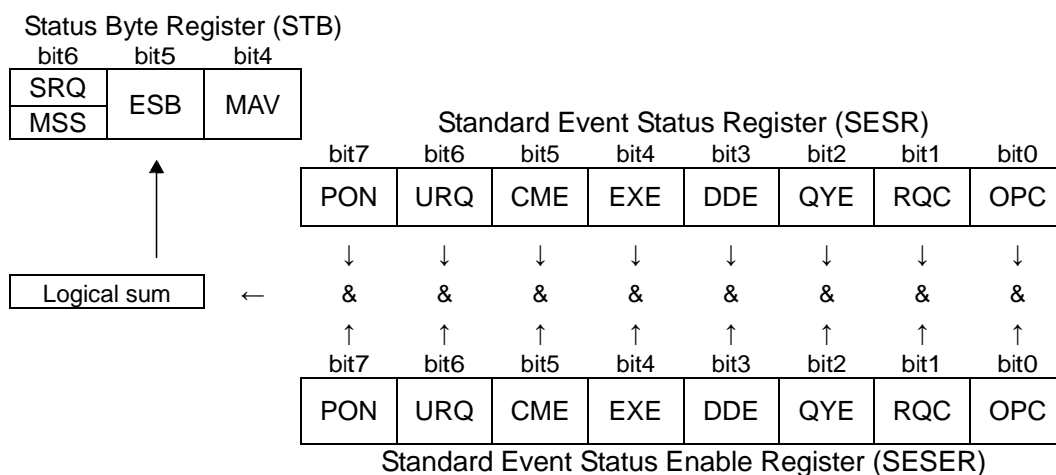 Status Byte Register (STB)
bit6 bit5 bit4
SRQ
MSS
ESB MAV
Standard Event Status Register (SESR)
bit7 bit6 bit5 bit4 bit3 bit2 bit1 bit0
PON URQ CME EXE DDE QYE RQC OPC
↓ ↓ ↓ ↓ ↓ ↓ ↓ ↓
Logical sum ← & & & & & & & &
↑ ↑ ↑ ↑ ↑ ↑ ↑ ↑
bit7 bit6 bit5 bit4 bit3 bit2 bit1 bit0
PON URQ CME EXE DDE QYE RQC OPC
Standard Event Status Enable Register (SESER)